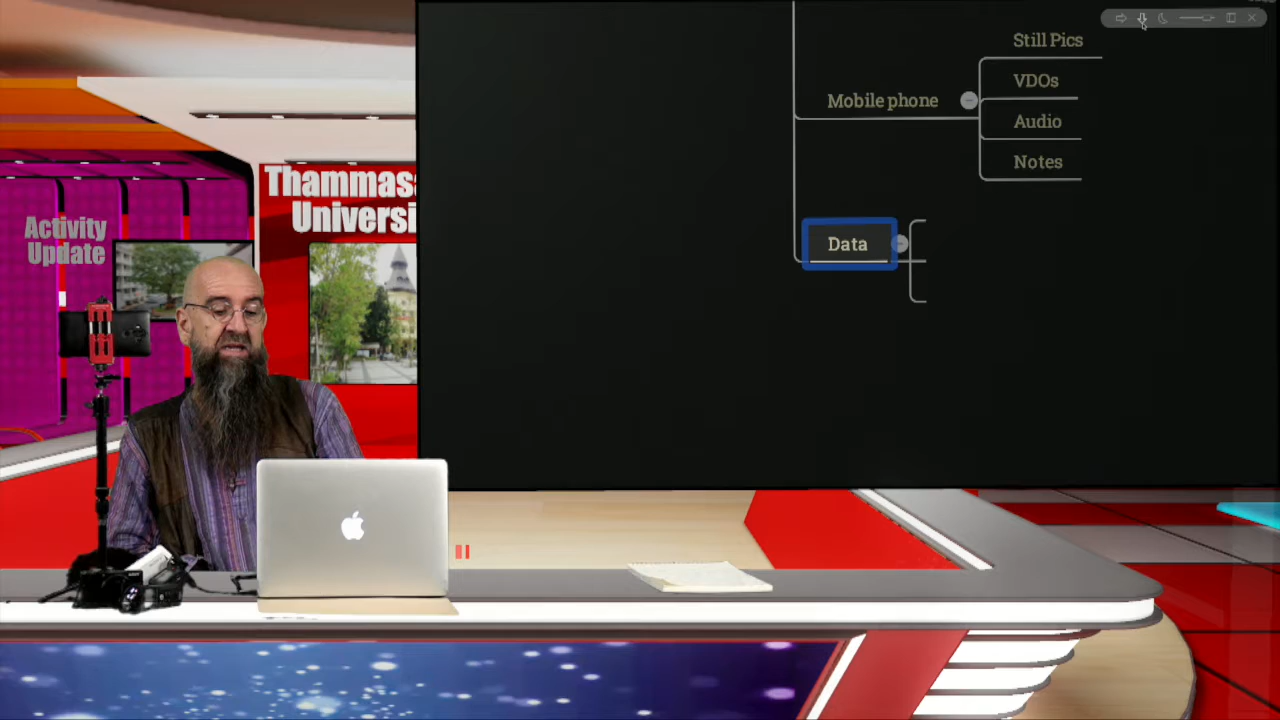 Still Pics
VDOs
Mobile phone
Audio
Notes
Data
Thammasa
Universi
Activity
Update